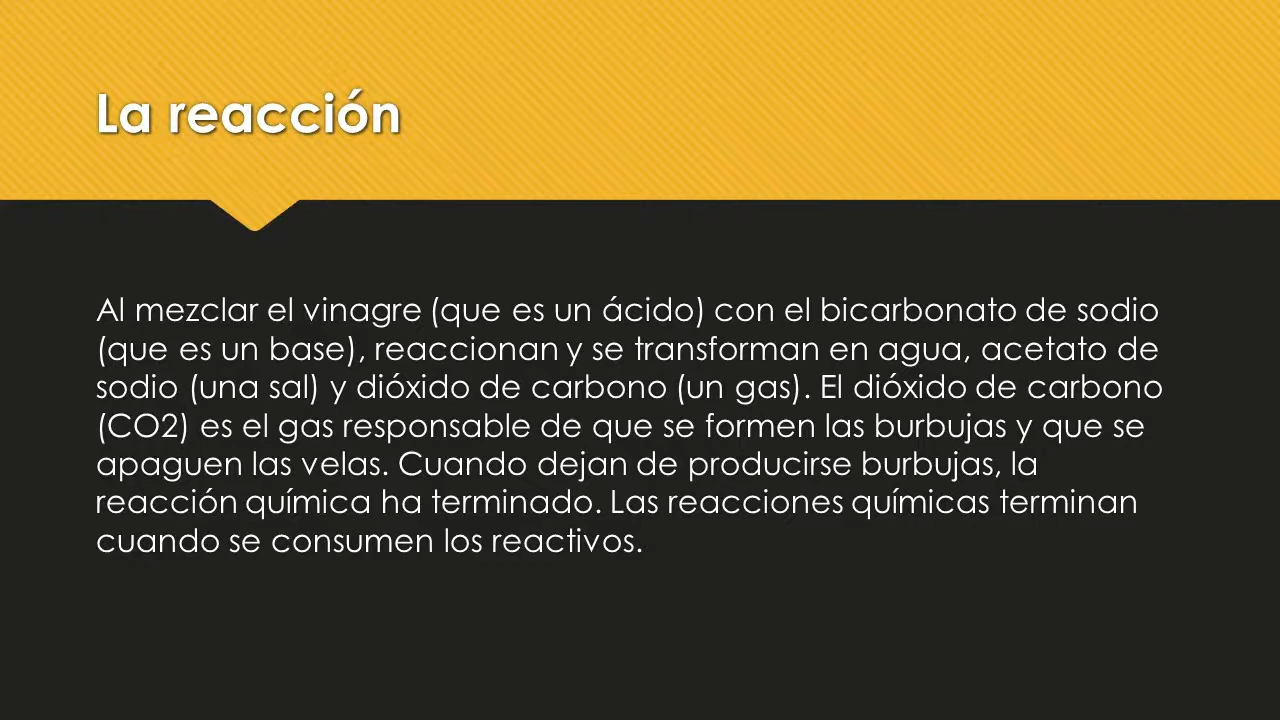 La reacción
Al mezclar el vinagre (que es un ácido) con el bicarbonato de sodio
(que es un base), reaccionan y se transforman en agua, acetato de
sodio (una sal) y dióxido de carbono (un gas). El dióxido de carbono
(CO2) es el gas responsable de que se formen las burbujas y que se
apaguen las velas. Cuando dejan de producirse burbujas, la
reacción química ha terminado. Las reacciones químicas terminan
cuando se consumen los reactivos.